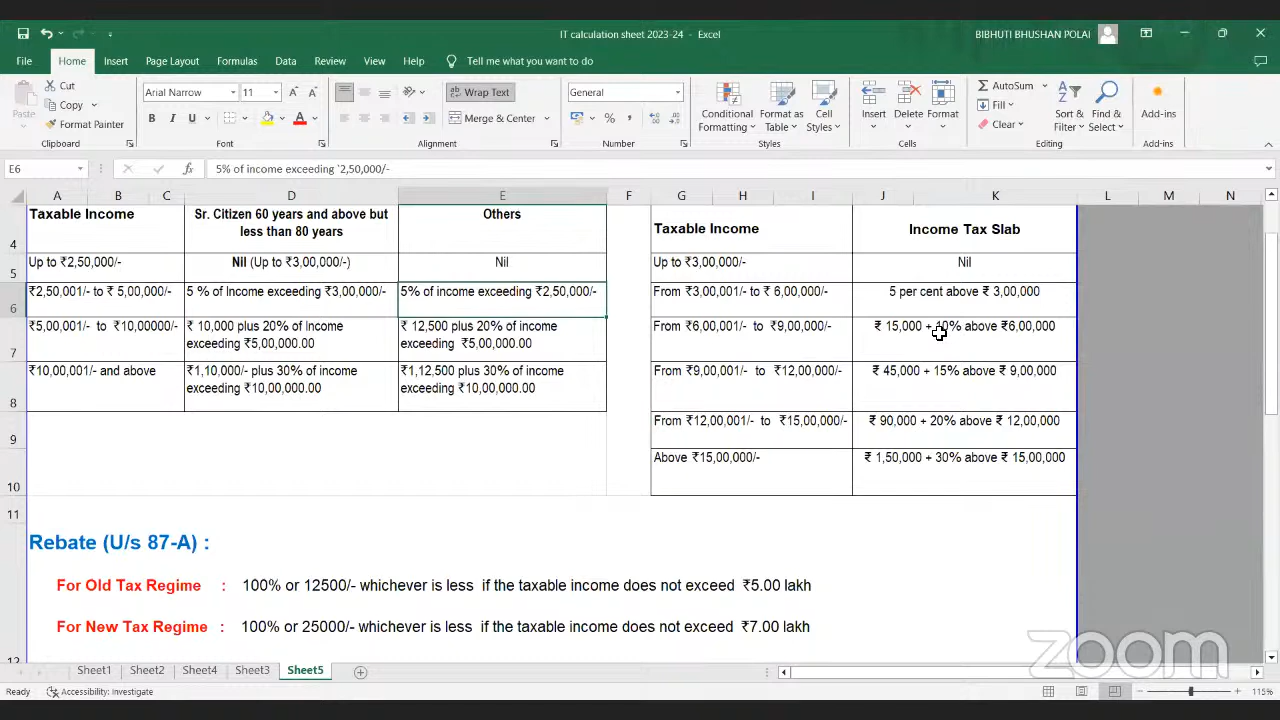 IT calculation sheet 2023-24 - Excel
BIBHUTI BHUSHAN POLAI
File Home Insert Page Layout Formulas Data Review View Help Tell me what you want to do
Paste
Cut
Copy
Format Painter
Clipboard
Arial Narrow 11
B I U
Font
Wrap Text
Merge & Center
Alignment
General
Number
Conditional Formatting
Format as Table
Cell Styles
Styles
Insert Delete Format
Cells
AutoSum
Fill
Clear
Sort & Filter
Find & Select
Editing
Add-ins
Add-ins
E6 fx 5% of income exceeding `2,50,000/-
A B C D E F G H I J K L M N
4
Taxable Income
Sr. Citizen 60 years and above but less than 80 years
Others
Taxable Income
Income Tax Slab
5
Up to ₹2,50,000/-
Nil (Up to ₹3,00,000/-)
Nil
Up to ₹3,00,000/-
Nil
6
₹2,50,001/- to ₹ 5,00,000/-
5 % of Income exceeding ₹3,00,000/-
5% of income exceeding ₹2,50,000/-
From ₹3,00,001/- to ₹ 6,00,000/-
5 per cent above ₹ 3,00,000
7
₹5,00,001/- to ₹10,00000/-
₹ 10,000 plus 20% of Income exceeding ₹5,00,000.00
₹ 12,500 plus 20% of income exceeding ₹5,00,000.00
From ₹6,00,001/- to ₹9,00,000/-
₹ 15,000 + 10% above ₹6,00,000
8
₹10,00,001/- and above
₹1,10,000/- plus 30% of income exceeding ₹10,00,000.00
₹1,12,500 plus 30% of income exceeding ₹10,00,000.00
From ₹9,00,001/- to ₹12,00,000/-
₹ 45,000 + 15% above ₹ 9,00,000
9
From ₹12,00,001/- to ₹15,00,000/-
₹ 90,000 + 20% above ₹ 12,00,000
10
Above ₹15,00,000/-
₹ 1,50,000 + 30% above ₹ 15,00,000
11
Rebate (U/s 87-A) :
For Old Tax Regime : 100% or 12500/- whichever is less if the taxable income does not exceed ₹5.00 lakh
For New Tax Regime : 100% or 25000/- whichever is less if the taxable income does not exceed ₹7.00 lakh
12
zoom
Sheet1 Sheet2 Sheet4 Sheet3 Sheet5
Ready Accessibility: Investigate 115%